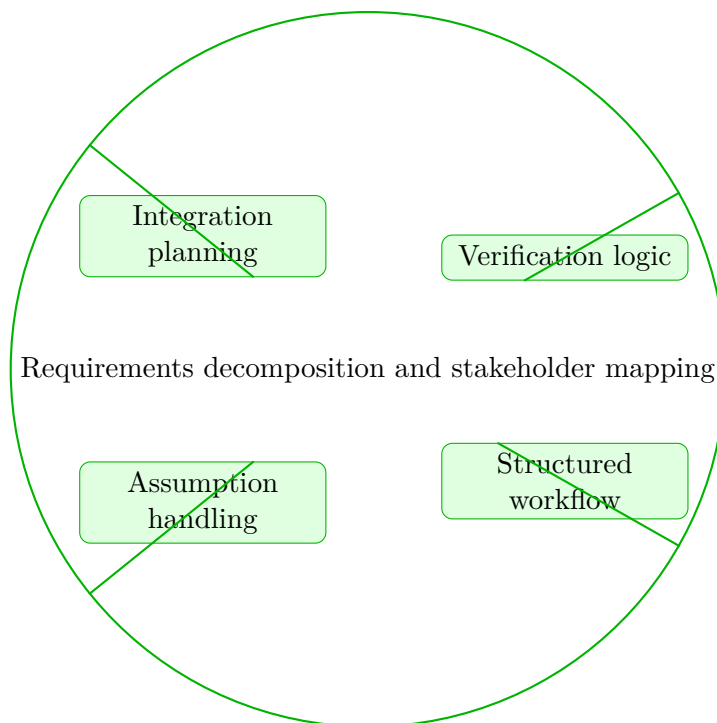 Integration
planning
Verification logic
Requirements decomposition and stakeholder mapping
Assumption
handling
Structured
workflow